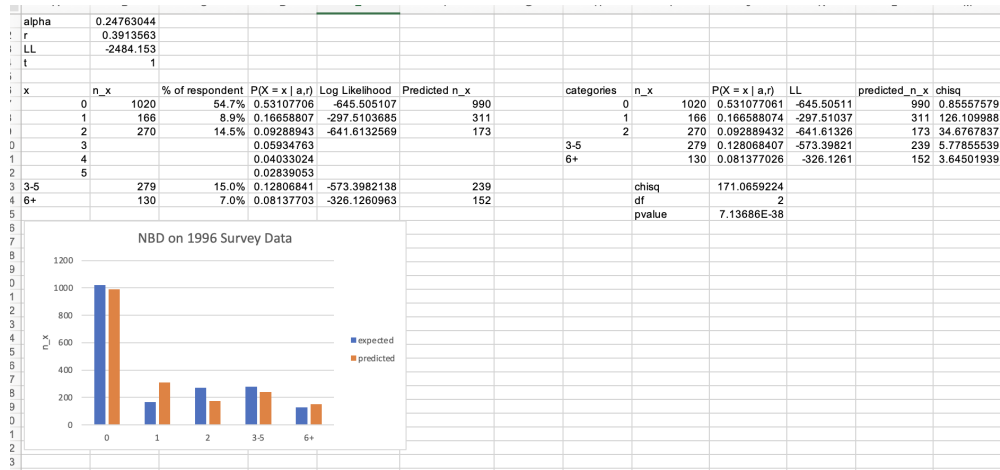 alpha 0.24763044
r 0.3913563
LL -2484.153
t 1
x n_x % of respondent P(X = x | a,r) Log Likelihood Predicted n_x categories n_x P(X = x | a,r) LL predicted_n_x chisq
0 1020 54.7% 0.53107706 -645.505107 990 0 1020 0.531077061 -645.50511 990 0.85557579
1 166 8.9% 0.16658807 -297.5103685 311 1 166 0.166588074 -297.51037 311 126.109988
2 270 14.5% 0.09288943 -641.6132569 173 2 270 0.092889432 -641.61326 173 34.6767837
3 0.05934763 3-5 279 0.128068407 -573.39821 239 5.77855539
4 0.04033024 6+ 130 0.081377026 -326.1261 152 3.64501939
5 0.02839053
3-5 279 15.0% 0.12806841 -573.3982138 239 chisq 171.0659224
6+ 130 7.0% 0.08137703 -326.1260963 152 df 2
pvalue 7.13686E-38
NBD on 1996 Survey Data
1200
1000
800
600
400
200
0
n_x
0 1 2 3-5 6+
expected
predicted